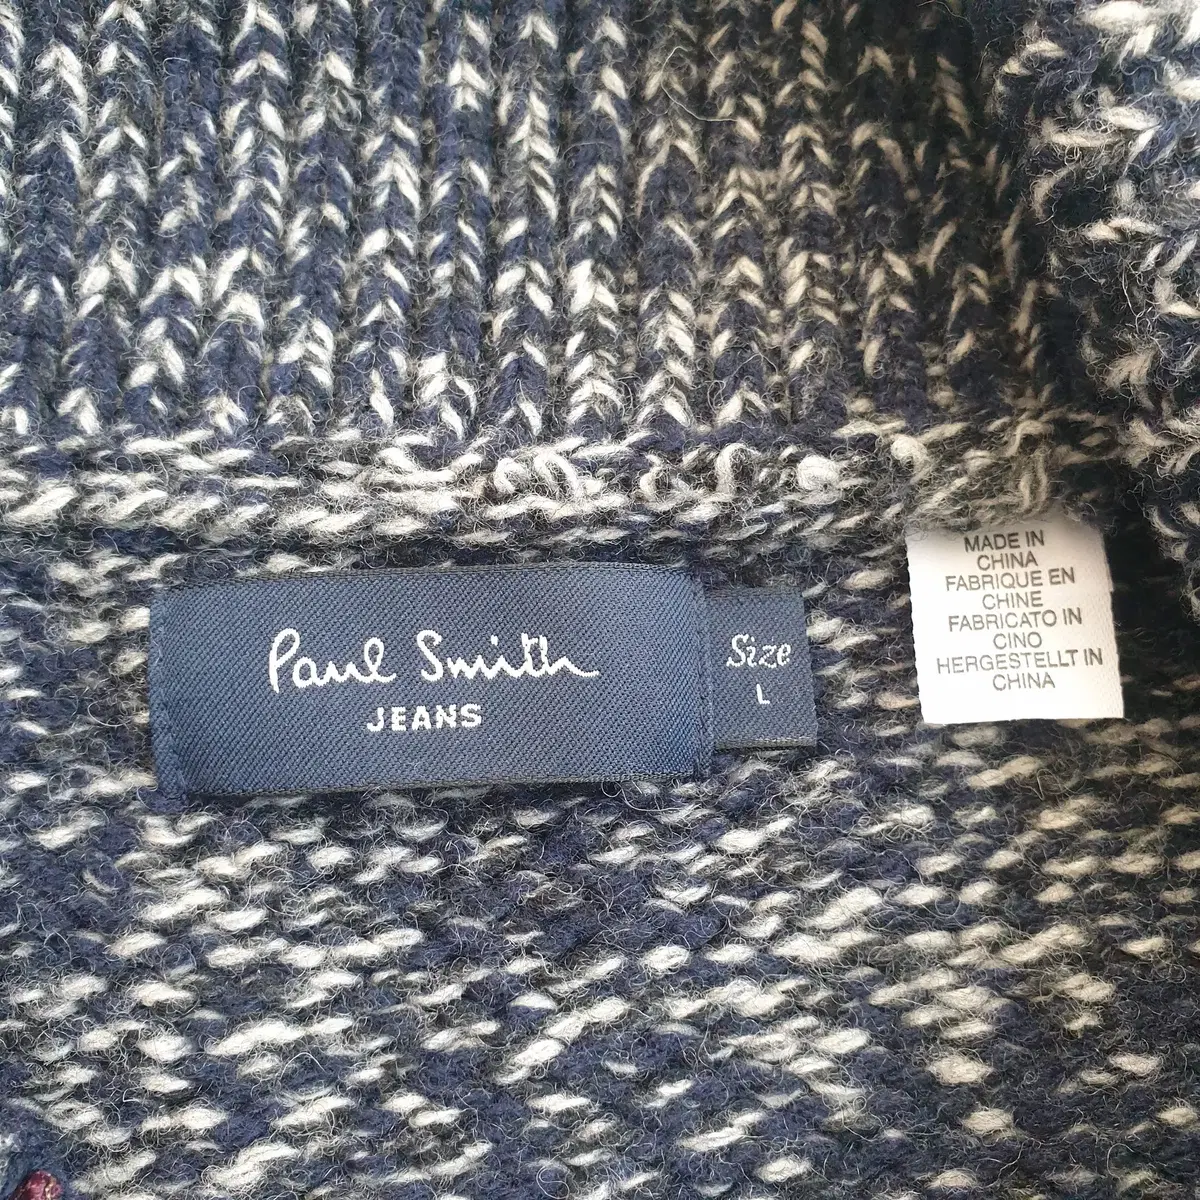 Paul Smith
JEANS
Size
L
MADE IN
CHINA
FABRIQUE EN
CHINE
FABRICATO IN
CINO
HERGESTELLT IN
CHINA